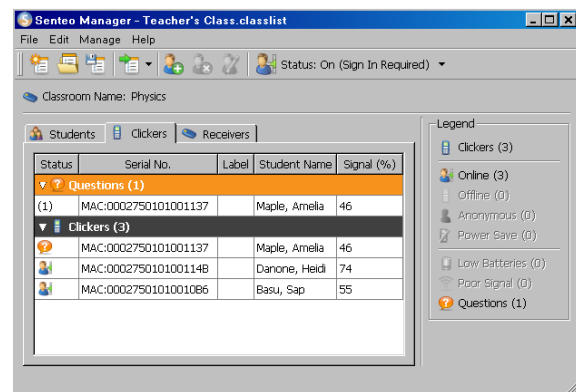 Senteo Manager - Teacher's Class.classlist
File Edit Manage Help
Status: On (Sign In Required)
Classroom Name: Physics
Students Clickers Receivers
Status Serial No. Label Student Name Signal (%)
Questions (1)
(1) MAC:0002750101001137 Maple, Amelia 46
Clickers (3)
MAC:0002750101001137 Maple, Amelia 46
MAC:000275010100114B Danone, Heidi 74
MAC:00027501010010B6 Basu, Sap 55
Legend
Clickers (3)
Online (3)
Offline (0)
Anonymous (0)
Power Save (0)
Low Batteries (0)
Poor Signal (0)
Questions (1)